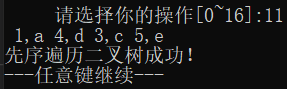 请选择你的操作[0~16]:11
1,a 4,d 3,c 5,e
先序遍历二叉树成功!
---任意键继续---